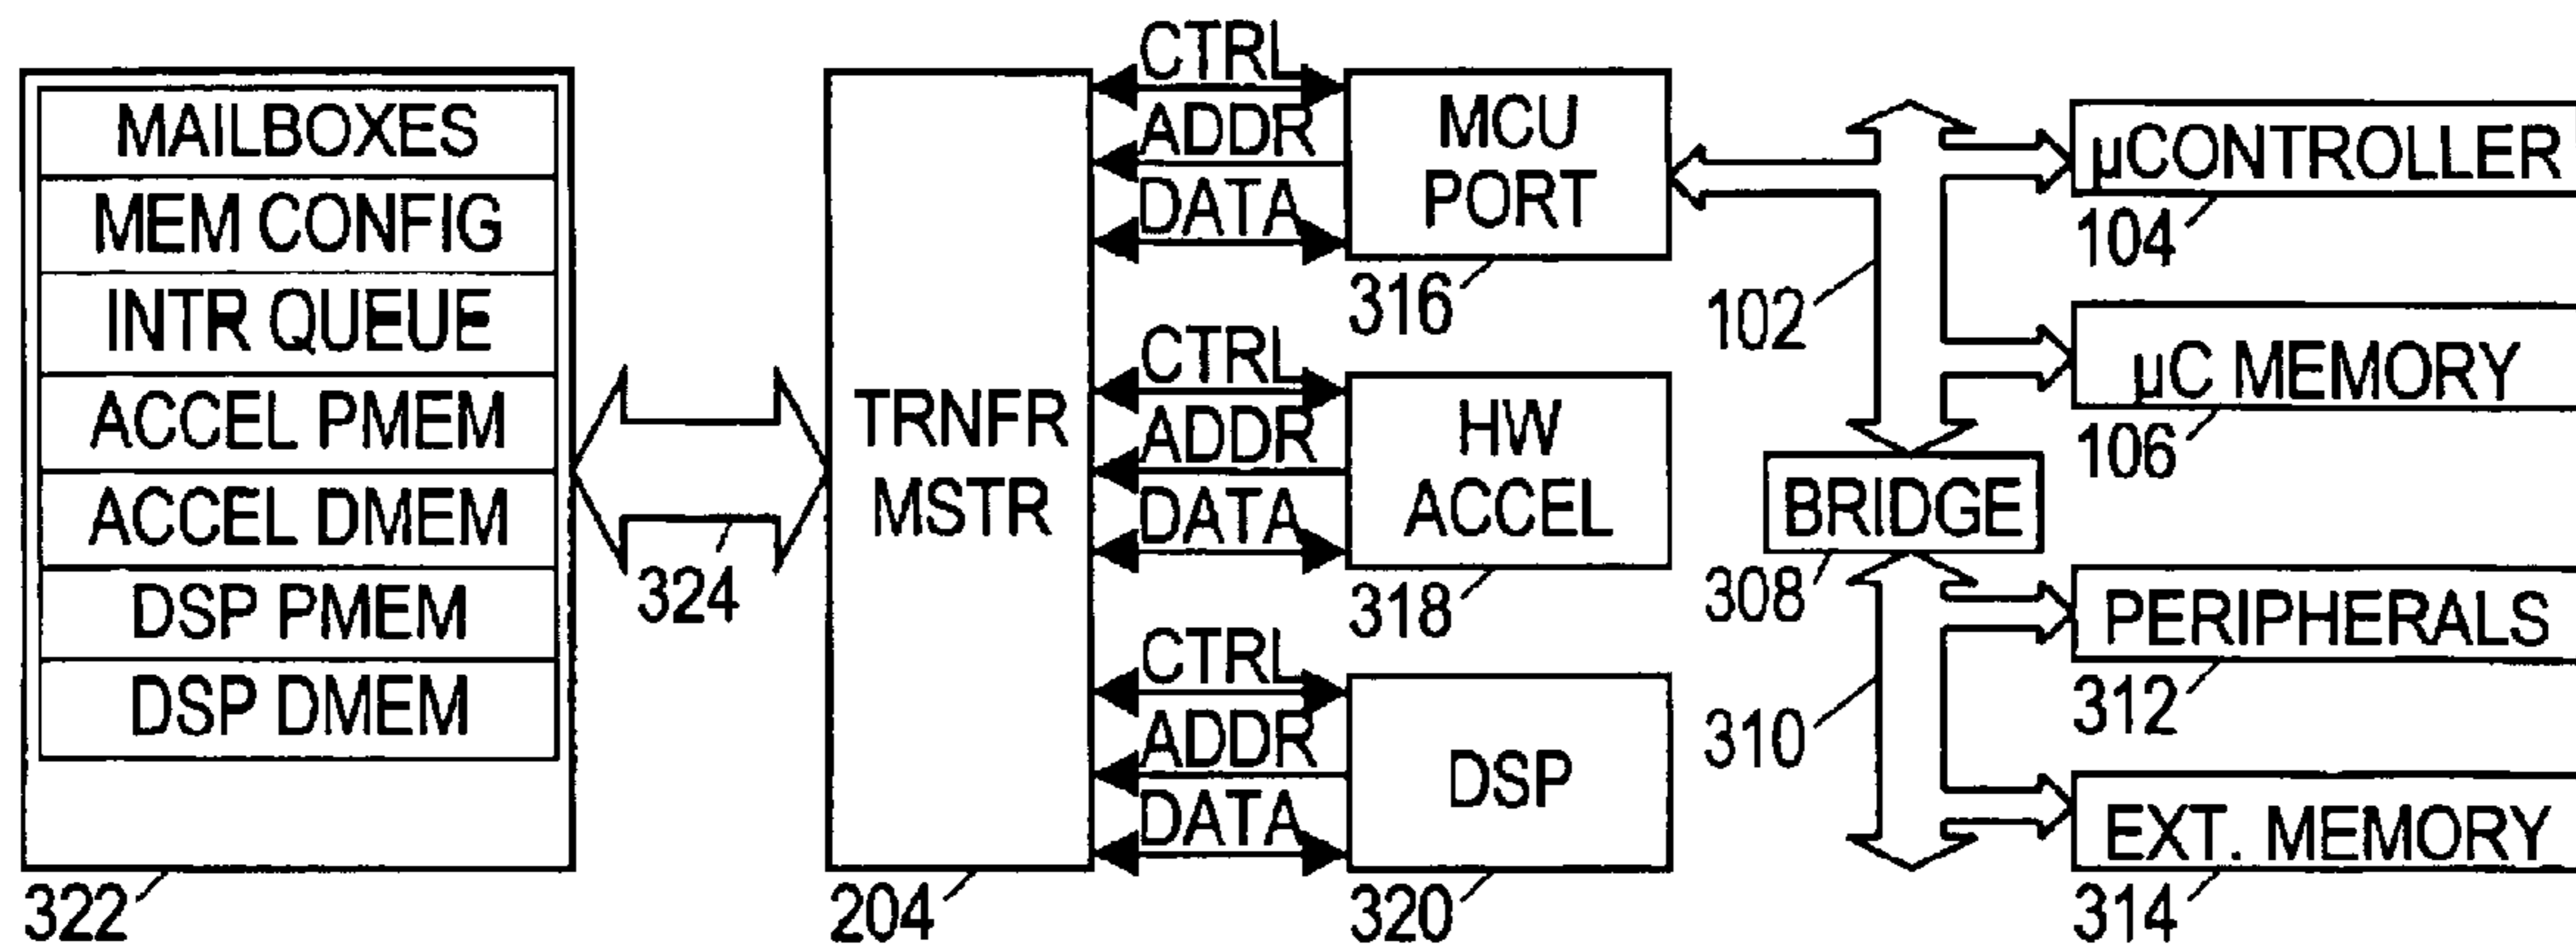 MAILBOXES
MEM CONFIG
INTR QUEUE
ACCEL PMEM
ACCEL DMEM
DSP PMEM
DSP DMEM
322
324
TRNFR
MSTR
204
CTRL
ADDR
DATA
MCU
PORT
316
CTRL
ADDR
DATA
HW
ACCEL
318
CTRL
ADDR
DATA
DSP
320
102
BRIDGE
308
310
µCONTROLLER
104
µC MEMORY
106
PERIPHERALS
312
EXT. MEMORY
314